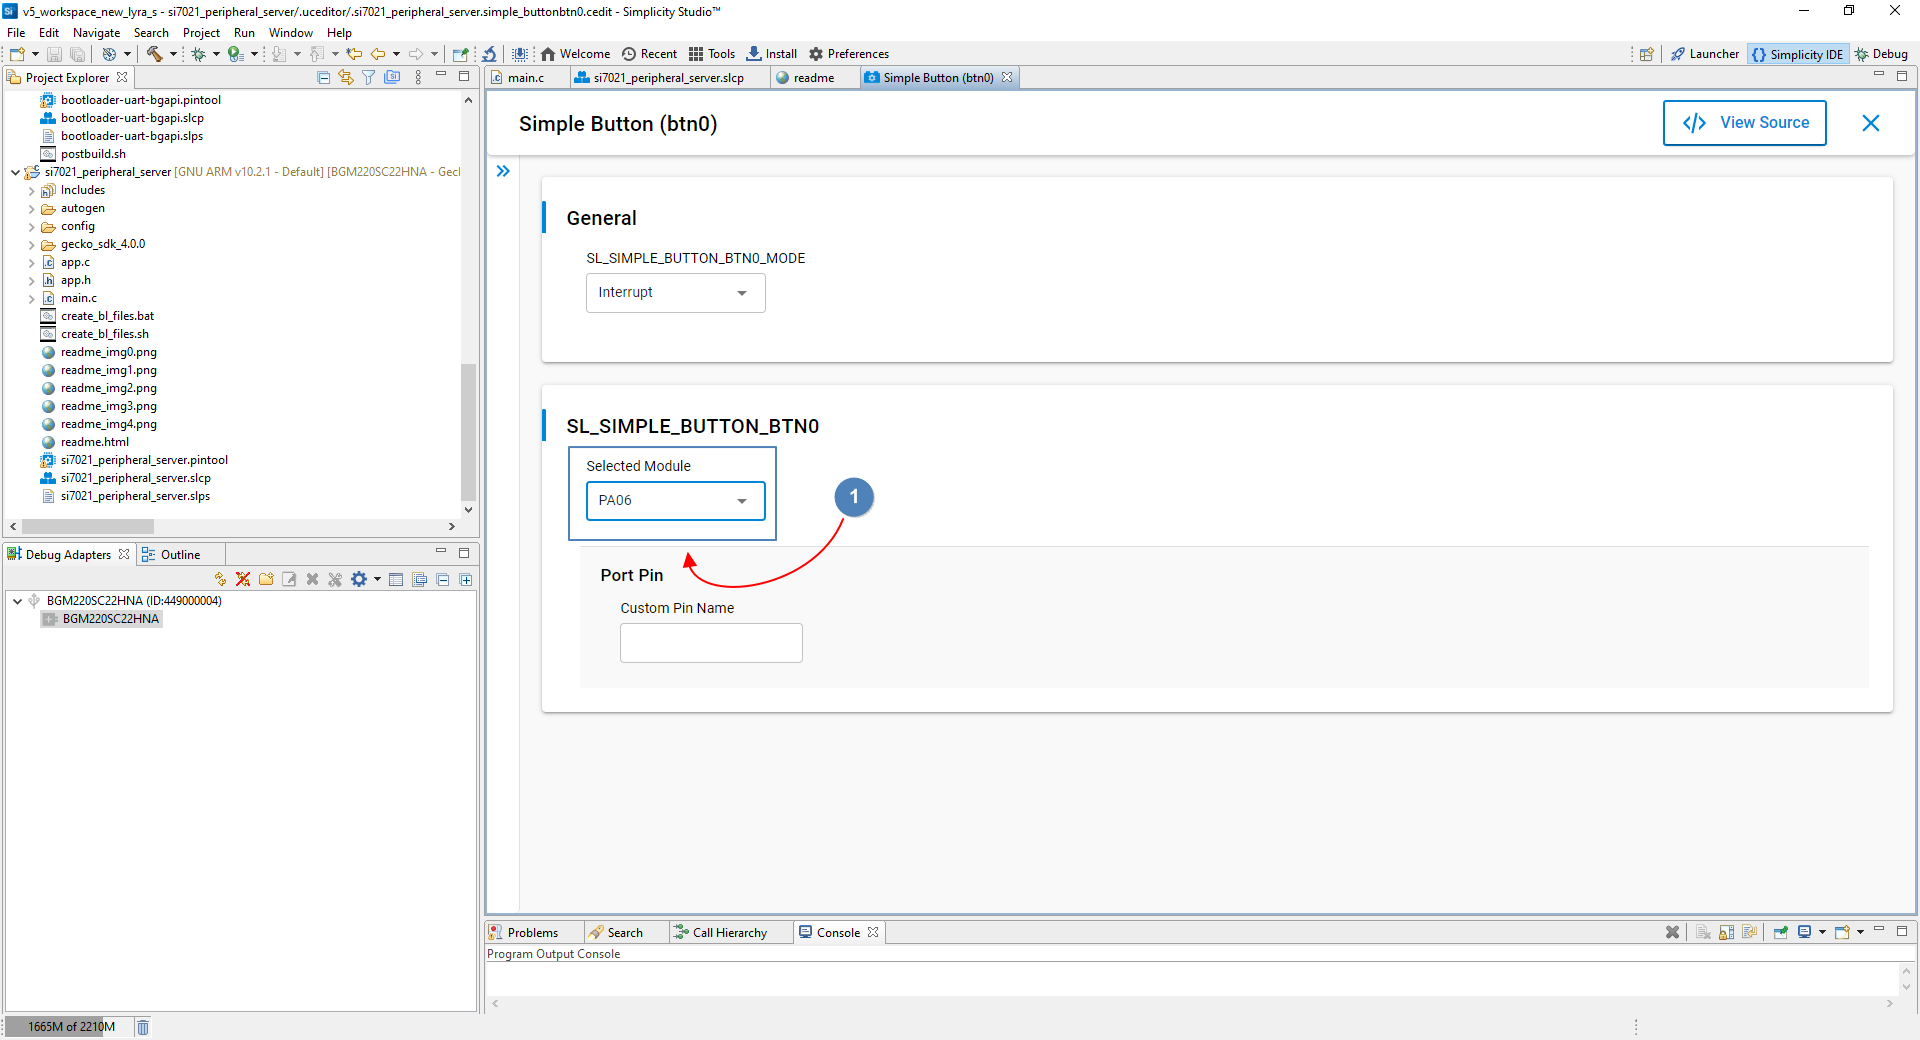 v5_workspace_new_lyra_s - si7021_peripheral_server/.uceditor/.si7021_peripheral_server.simple_buttonbtn0.cedit - Simplicity Studio™
File Edit Navigate Search Project Run Window Help
Welcome Recent Tools Install Preferences Launcher {} Simplicity IDE Debug
Project Explorer
bootloader-uart-bgapi.pintool
bootloader-uart-bgapi.slcp
bootloader-uart-bgapi.slps
postbuild.sh
si7021_peripheral_server [GNU ARM v10.2.1 - Default] [BGM220SC22HNA - Gecl
Includes
autogen
config
gecko_sdk_4.0.0
app.c
app.h
main.c
create_bl_files.bat
create_bl_files.sh
readme_img0.png
readme_img1.png
readme_img2.png
readme_img3.png
readme_img4.png
readme.html
si7021_peripheral_server.pintool
si7021_peripheral_server.slcp
si7021_peripheral_server.slps
Debug Adapters Outline
BGM220SC22HNA (ID:449000004)
BGM220SC22HNA
1665M of 2210M
main.c si7021_peripheral_server.slcp readme Simple Button (btn0)
Simple Button (btn0)
</> View Source
General
SL_SIMPLE_BUTTON_BTN0_MODE
Interrupt
SL_SIMPLE_BUTTON_BTN0
Selected Module
PA06
1
Port Pin
Custom Pin Name
Problems Search Call Hierarchy Console
Program Output Console